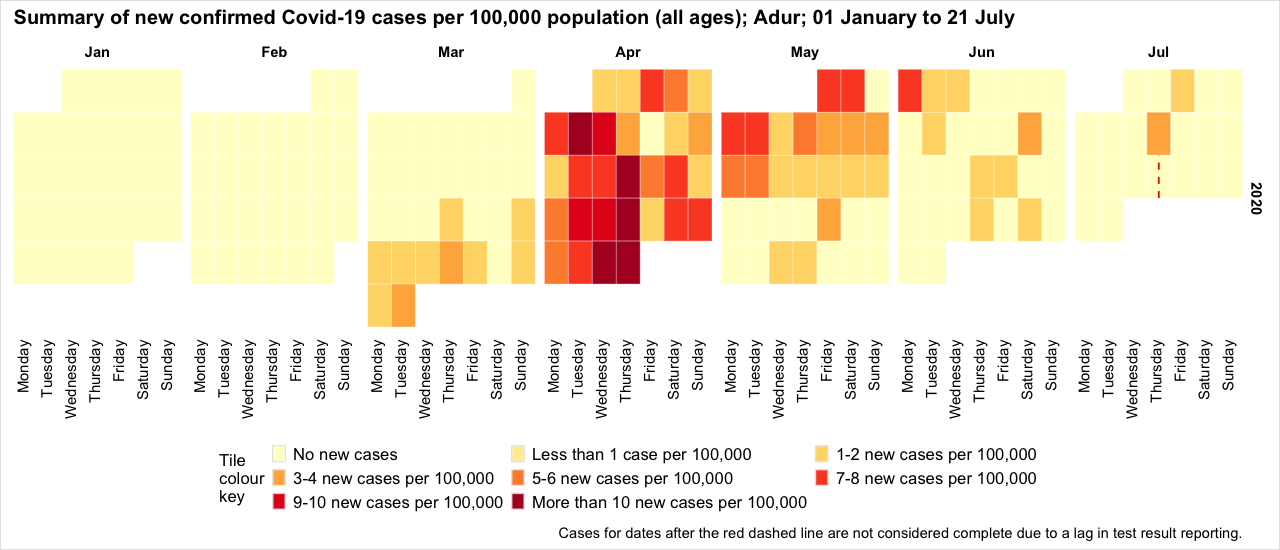 Summary of new confirmed Covid-19 cases per 100,000 population (all ages); Adur; 01 January to 21 July
Jan Feb Mar Apr May Jun Jul
2020
Monday Tuesday Wednesday Thursday Friday Saturday Sunday Monday Tuesday Wednesday Thursday Friday Saturday Sunday Monday Tuesday Wednesday Thursday Friday Saturday Sunday Monday Tuesday Wednesday Thursday Friday Saturday Sunday Monday Tuesday Wednesday Thursday Friday Saturday Sunday Monday Tuesday Wednesday Thursday Friday Saturday Sunday Monday Tuesday Wednesday Thursday Friday Saturday Sunday
Tile
colour
key
No new cases Less than 1 case per 100,000 1-2 new cases per 100,000
3-4 new cases per 100,000 5-6 new cases per 100,000 7-8 new cases per 100,000
9-10 new cases per 100,000 More than 10 new cases per 100,000
Cases for dates after the red dashed line are not considered complete due to a lag in test result reporting.